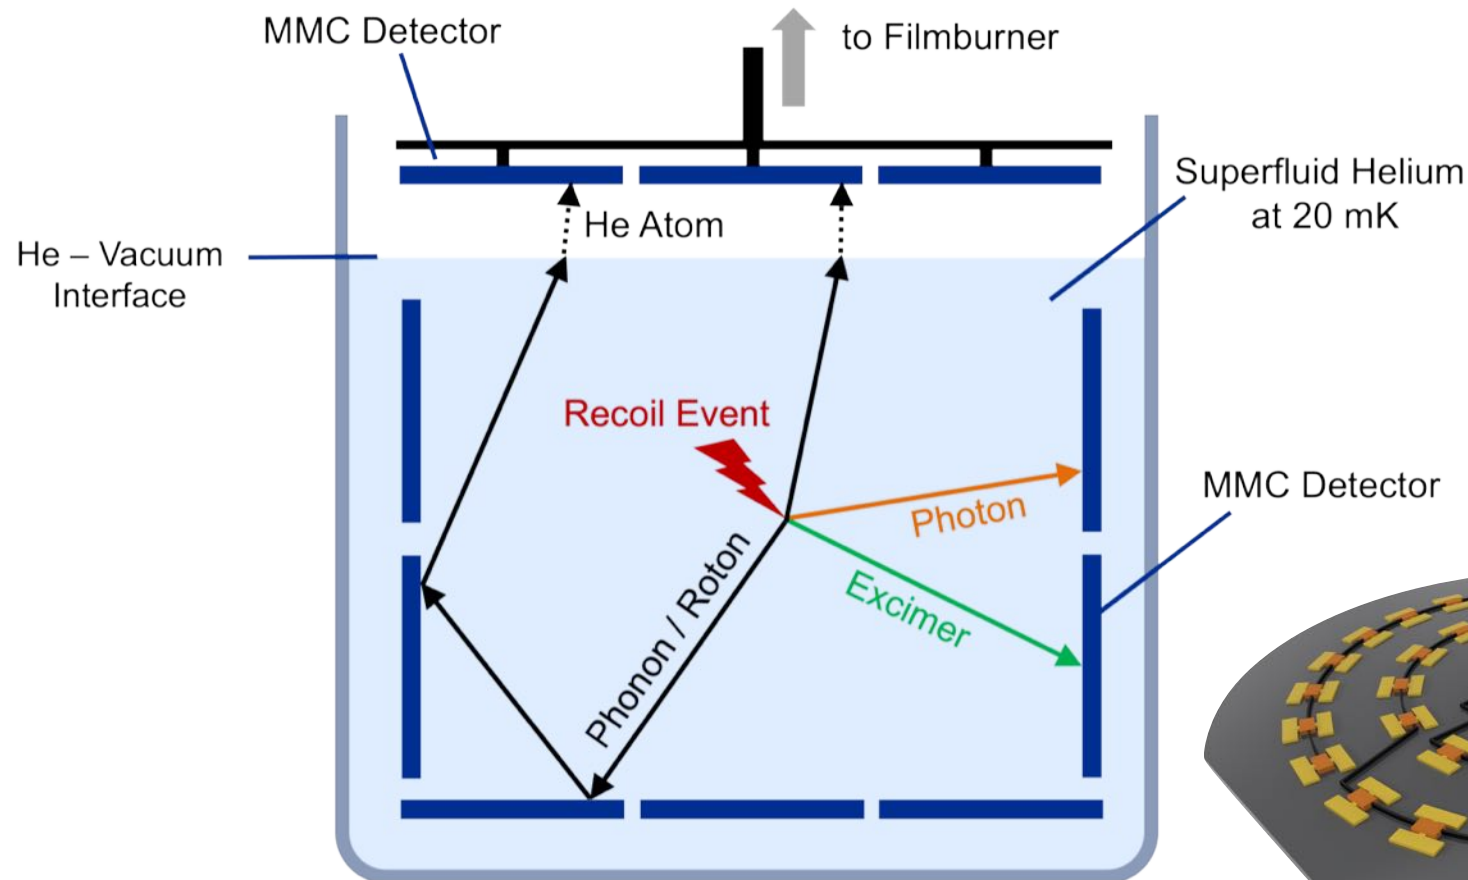 MMC Detector
to Filmburner
Superfluid Helium
at 20 mK
He Atom
He – Vacuum
Interface
Recoil Event
MMC Detector
Photon
Excimer
Phonon / Roton